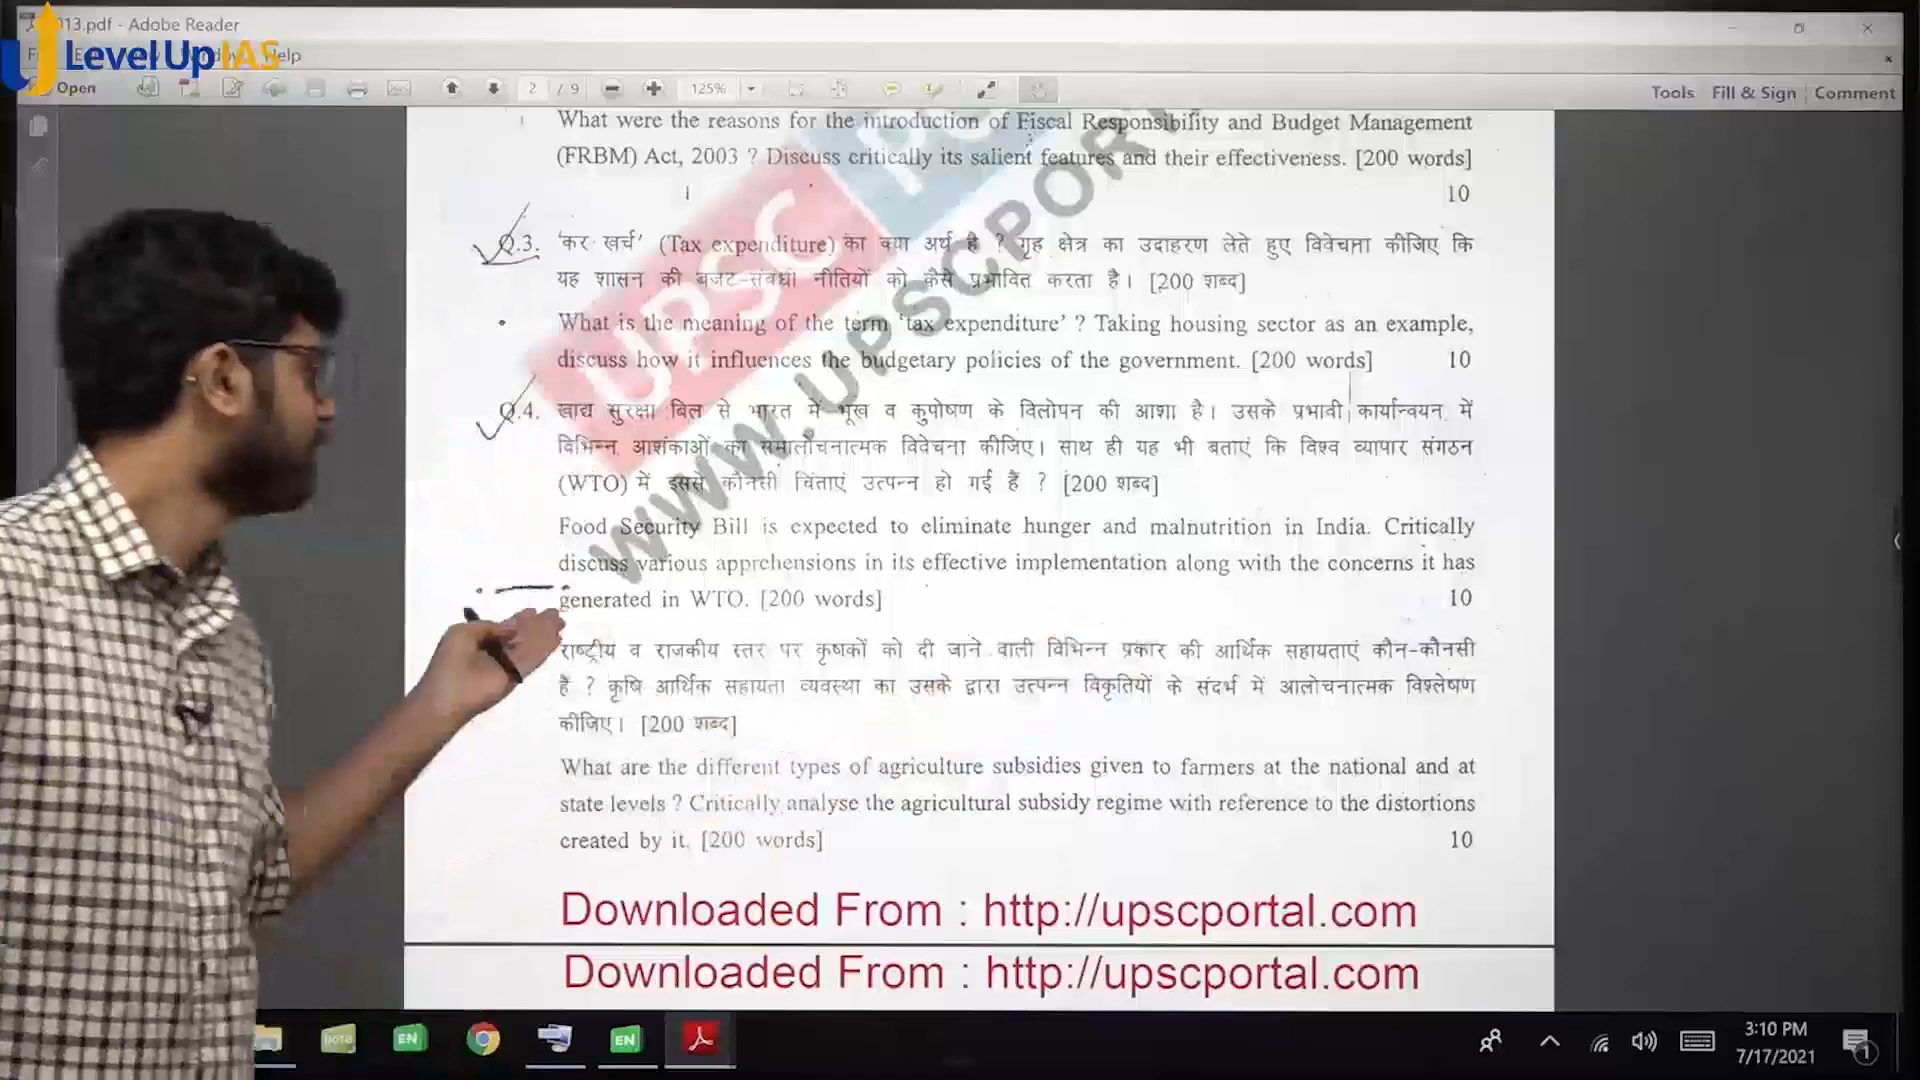 013.pdf - Adobe Reader
Level Up IAS
Help
Open
2 / 9
125%
Tools Fill & Sign Comment
What were the reasons for the introduction of Fiscal Responsibility and Budget Management
(FRBM) Act, 2003 ? Discuss critically its salient features and their effectiveness. [200 words]
10
Q.3. 'कर खर्च' (Tax expenditure) का क्या अर्थ है ? गृह क्षेत्र का उदाहरण लेते हुए विवेचना कीजिए कि
यह शासन की बजट-संबंधी नीतियों को कैसे प्रभावित करता है। [200 शब्द]
What is the meaning of the term 'tax expenditure' ? Taking housing sector as an example,
discuss how it influences the budgetary policies of the government. [200 words] 10
Q.4. खाद्य सुरक्षा बिल से भारत में भूख व कुपोषण के विलोपन की आशा है। उसके प्रभावी कार्यान्वयन में
विभिन्न आशंकाओं का समालोचनात्मक विवेचना कीजिए। साथ ही यह भी बताएं कि विश्व व्यापार संगठन
(WTO) में इससे कौनसी चिंताएं उत्पन्न हो गई हैं ? [200 शब्द]
Food Security Bill is expected to eliminate hunger and malnutrition in India. Critically
discuss various apprehensions in its effective implementation along with the concerns it has
generated in WTO. [200 words] 10
राष्ट्रीय व राजकीय स्तर पर कृषकों को दी जाने वाली विभिन्न प्रकार की आर्थिक सहायताएं कौन-कौनसी
हैं ? कृषि आर्थिक सहायता व्यवस्था का उसके द्वारा उत्पन्न विकृतियों के संदर्भ में आलोचनात्मक विश्लेषण
कीजिए। [200 शब्द]
What are the different types of agriculture subsidies given to farmers at the national and at
state levels ? Critically analyse the agricultural subsidy regime with reference to the distortions
created by it. [200 words] 10
UPSC
WWW.UPSCPOR
Downloaded From : http://upscportal.com
Downloaded From : http://upscportal.com
EN
EN
3:10 PM
7/17/2021
1